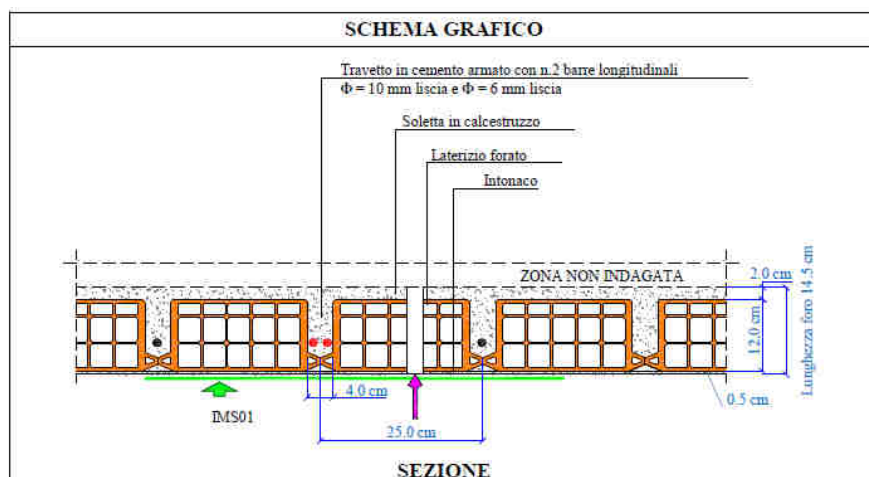 SCHEMA GRAFICO
Travetto in cemento armato con n.2 barre longitudinali
Φ = 10 mm liscia e Φ = 6 mm liscia
Soletta in calcestruzzo
Laterizio forato
Intonaco
ZONA NON INDAGATA
2.0 cm
12.0 cm
Lunghezza foro 14.5 cm
0.5 cm
4.0 cm
IMS01
25.0 cm
SEZIONE